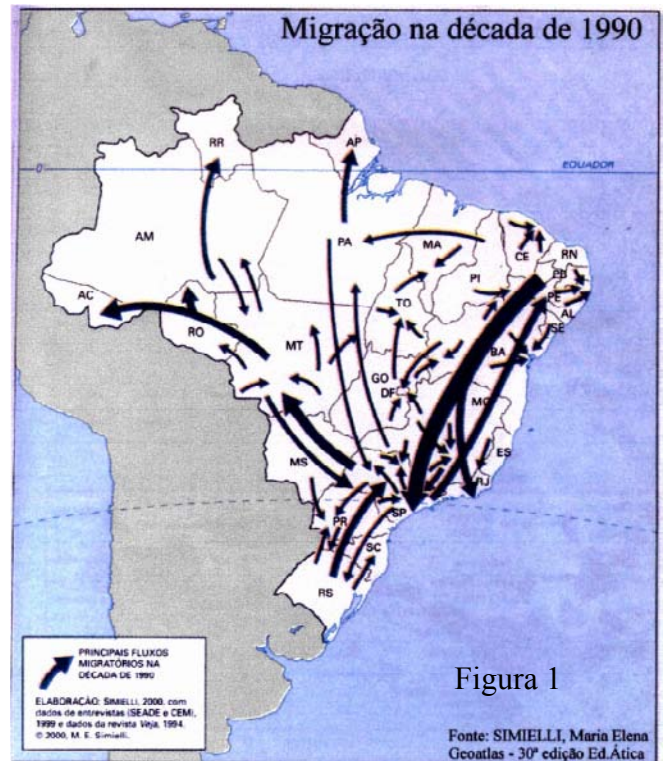 Migração na década de 1990
RR
AP
0°
EQUADOR
AM
PA
MA
CE
RN
PB
PI
PE
AC
TO
AL
SE
RO
MT
BA
GO
DF
MG
MS
ES
RJ
SP
PR
SC
RS
PRINCIPAIS FLUXOS
MIGRATÓRIOS NA
DÉCADA DE 1990
ELABORAÇÃO: SIMIELLI, 2000, com
dados de entrevistas (SEADE e CEM),
1999 e dados da revista Veja, 1994.
© 2000, M. E. Simielli.
Figura 1
Fonte: SIMIELLI, Maria Elena
Geoatlas - 30ª edição Ed.Ática